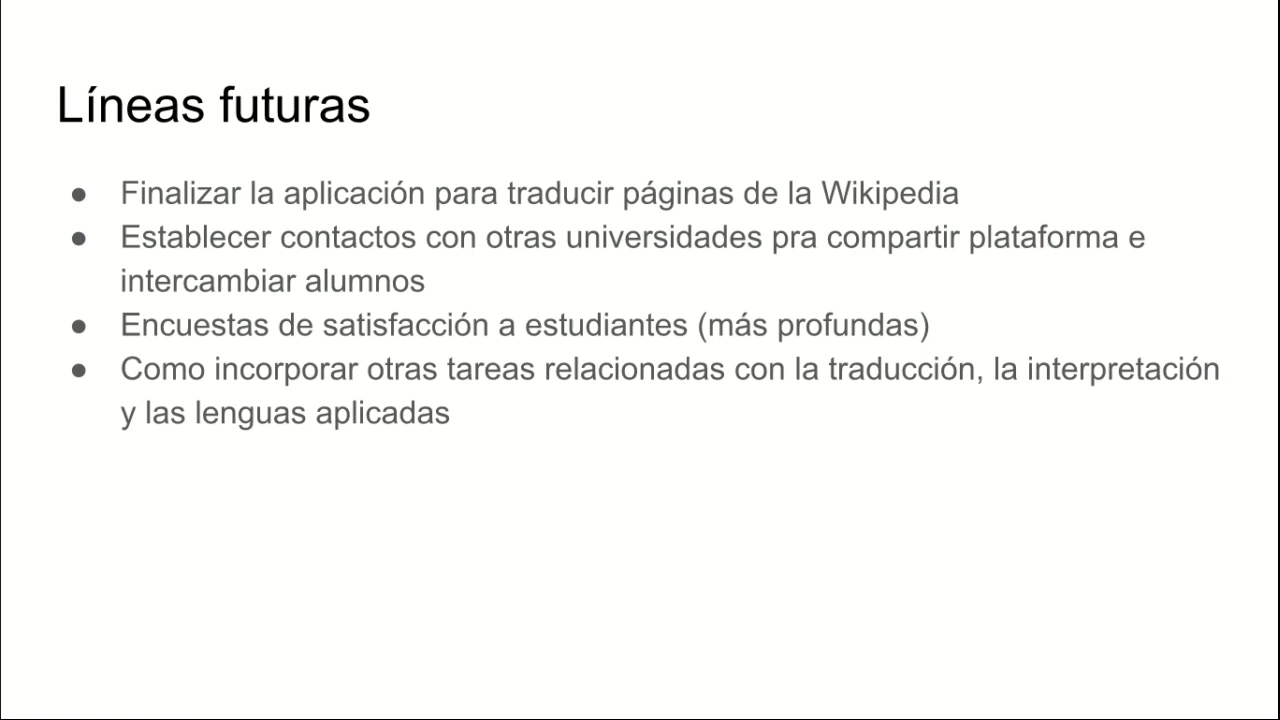 Líneas futuras
● Finalizar la aplicación para traducir páginas de la Wikipedia
● Establecer contactos con otras universidades pra compartir plataforma e
intercambiar alumnos
● Encuestas de satisfacción a estudiantes (más profundas)
● Como incorporar otras tareas relacionadas con la traducción, la interpretación
y las lenguas aplicadas